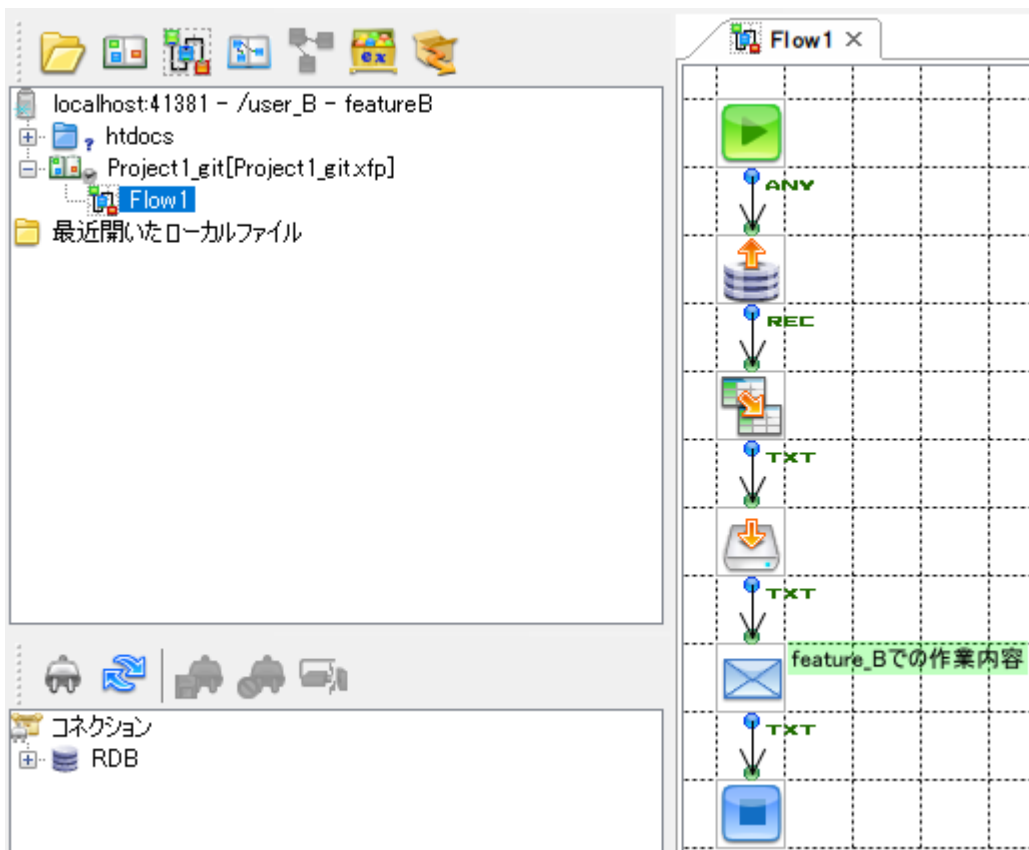 ex
localhost:41381 - /user_B - featureB
htdocs
Project1_git[Project1_git.xfp]
Flow1
最近開いたローカルファイル
コネクション
RDB
Flow1
ANY
REC
TXT
TXT
feature_Bでの作業内容
TXT